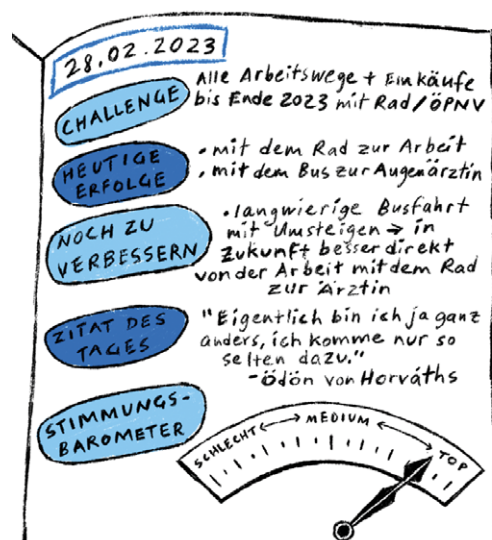 28.02.2023
CHALLENGE
Alle Arbeitswege + Einkäufe
bis Ende 2023 mit Rad/ÖPNV
HEUTIGE
ERFOLGE
• mit dem Rad zur Arbeit
• mit dem Bus zur Augenärztin
NOCH ZU
VERBESSERN
• langwierige Busfahrt
mit Umsteigen → in
Zukunft besser direkt
von der Arbeit mit dem Rad
zur Ärztin
ZITAT DES
TAGES
"Eigentlich bin ich ja ganz
anders, ich komme nur so
selten dazu."
- Ödön von Horváths
STIMMUNGS-
BAROMETER
SCHLECHT ↔ MEDIUM ↔ TOP